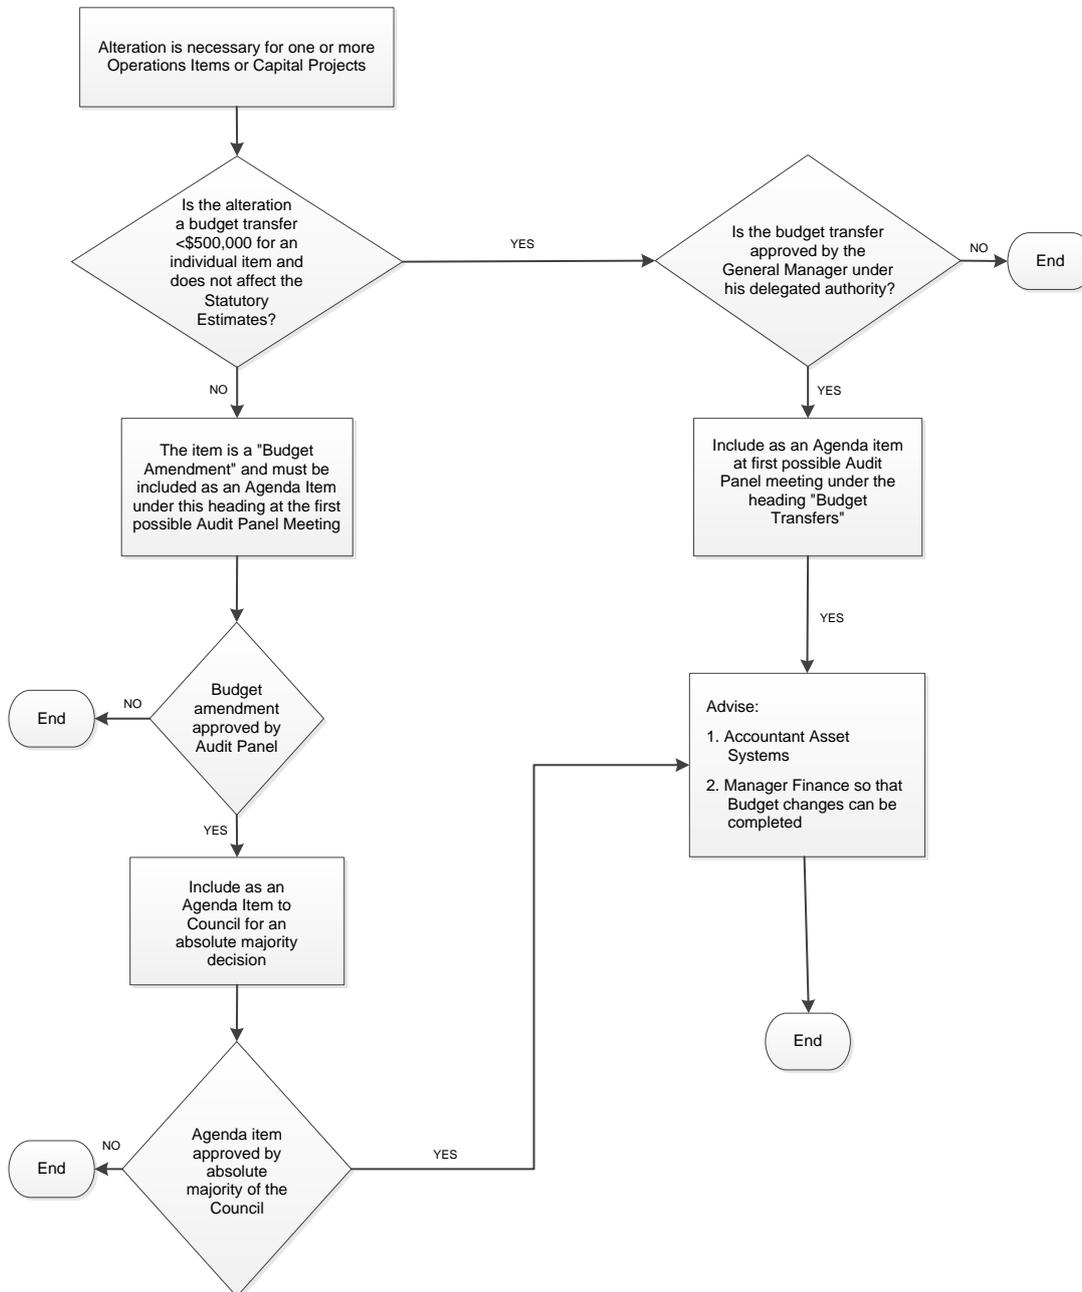 Alteration is necessary for one or more
Operations Items or Capital Projects
Is the alteration
a budget transfer
<$500,000 for an
individual item and
does not affect the
Statutory
Estimates?
YES
Is the budget transfer
approved by the
General Manager under
his delegated authority?
NO
End
NO
YES
The item is a "Budget
Amendment" and must be
included as an Agenda Item
under this heading at the first
possible Audit Panel Meeting
Include as an Agenda item
at first possible Audit
Panel meeting under the
heading "Budget
Transfers"
YES
Budget
amendment
approved by
Audit Panel
NO
End
Advise:
1. Accountant Asset
Systems
2. Manager Finance so that
Budget changes can be
completed
YES
Include as an
Agenda Item to
Council for an
absolute majority
decision
End
Agenda item
approved by
absolute
majority of the
Council
NO
End
YES